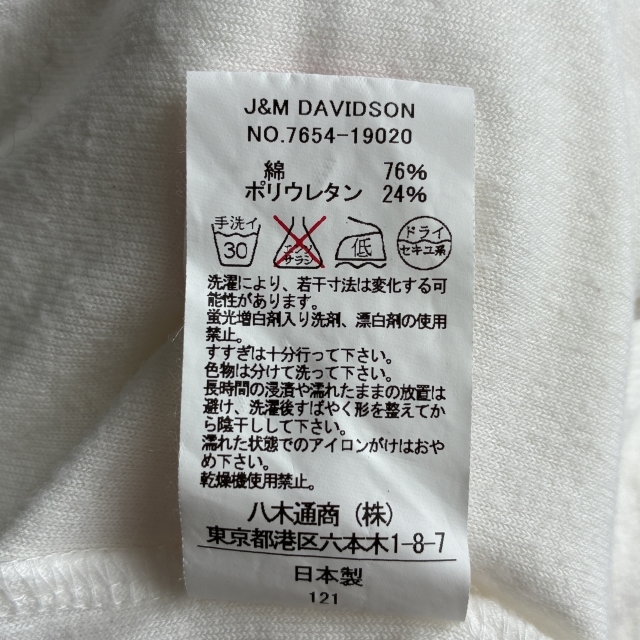 J&M DAVIDSON
NO.7654-19020
綿 76%
ポリウレタン 24%
手洗イ
30
エンソ
サラシ
低
ドライ
セキユ系
洗濯により、若干寸法は変化する可
能性があります。
蛍光増白剤入り洗剤、漂白剤の使用
禁止。
すすぎは十分行って下さい。
色物は分けて洗って下さい。
長時間の浸漬や濡れたままの放置は
避け、洗濯後すばやく形を整えてか
ら陰干しして下さい。
濡れた状態でのアイロンがけはおや
め下さい。
乾燥機使用禁止。
八木通商（株）
東京都港区六本木1-8-7
日本製
121